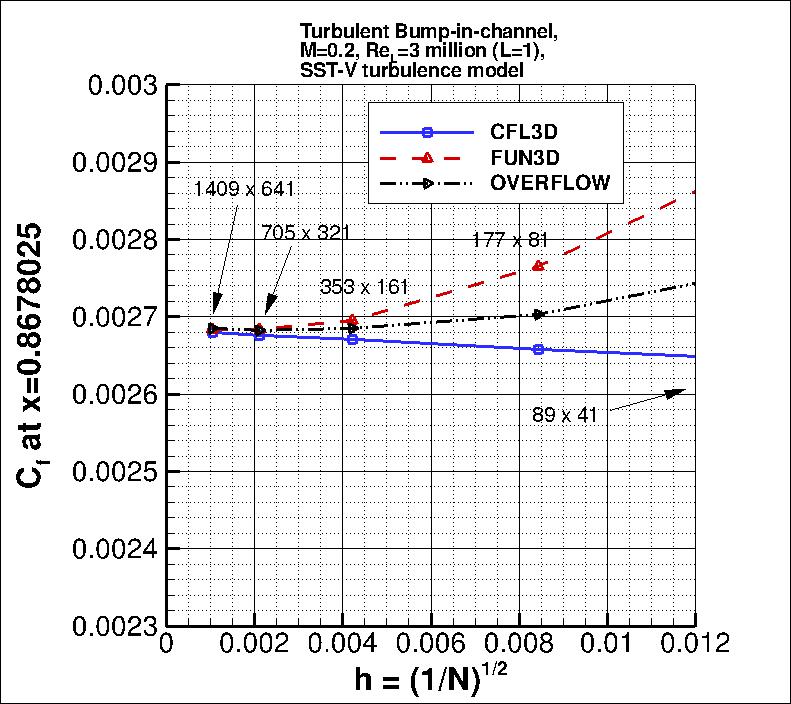 Turbulent Bump-in-channel,
M=0.2, Re_L=3 million (L=1),
SST-V turbulence model
CFL3D
FUN3D
OVERFLOW
1409 x 641
705 x 321
353 x 161
177 x 81
89 x 41
0.003
0.0029
0.0028
0.0027
0.0026
0.0025
0.0024
0.0023
0 0.002 0.004 0.006 0.008 0.01 0.012
C_f at x=0.8678025
h = (1/N)^1/2